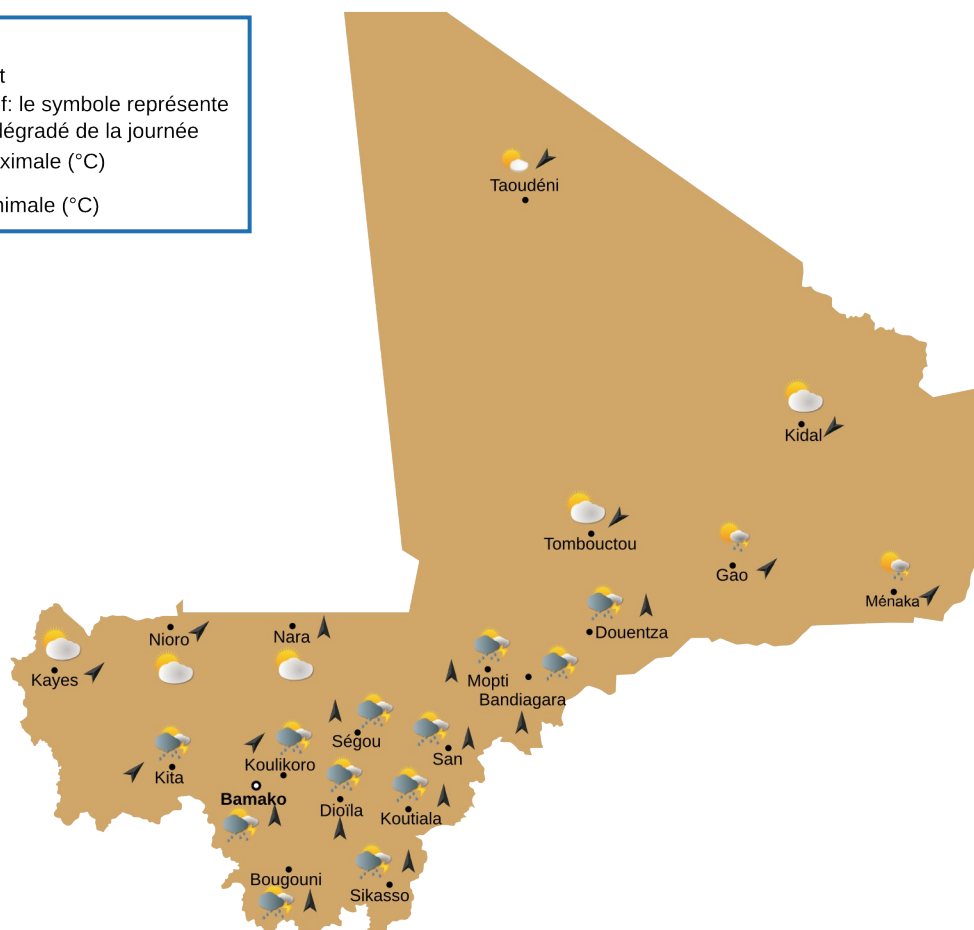 t
f: le symbole représente
dégradé de la journée
ximale (°C)
nimale (°C)
Taoudéni
Kidal
Tombouctou
Gao
Ménaka
Douentza
Nioro
Nara
Kayes
Mopti
Bandiagara
Ségou
San
Koulikoro
Kita
Bamako
Dioïla
Koutiala
Bougouni
Sikasso